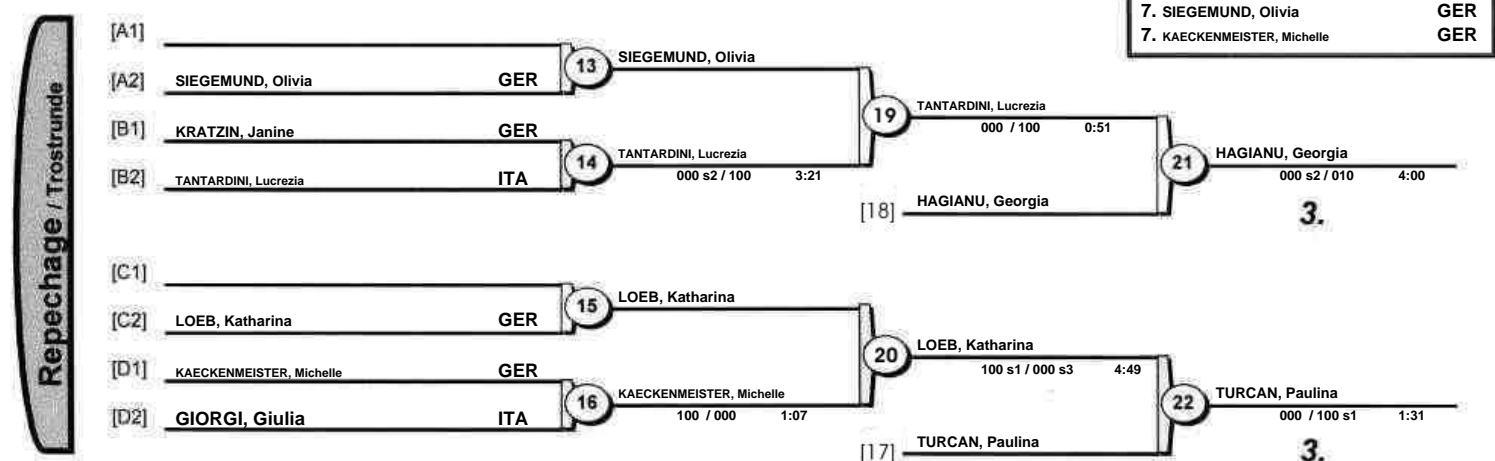 7. SIEGEMUND, Olivia GER
7. KAECKENMEISTER, Michelle GER
Repechage / Trostrunde
[A1]
13 SIEGEMUND, Olivia
[A2] SIEGEMUND, Olivia GER
19 TANTARDINI, Lucrezia
000 / 100 0:51
[B1] KRATZIN, Janine GER
14 TANTARDINI, Lucrezia
000 s2 / 100 3:21
[B2] TANTARDINI, Lucrezia ITA
21 HAGIANU, Georgia
000 s2 / 010 4:00
[18] HAGIANU, Georgia
3.
[C1]
15 LOEB, Katharina
[C2] LOEB, Katharina GER
20 LOEB, Katharina
100 s1 / 000 s3 4:49
[D1] KAECKENMEISTER, Michelle GER
16 KAECKENMEISTER, Michelle
100 / 000 1:07
[D2] GIORGI, Giulia ITA
22 TURCAN, Paulina
000 / 100 s1 1:31
[17] TURCAN, Paulina
3.